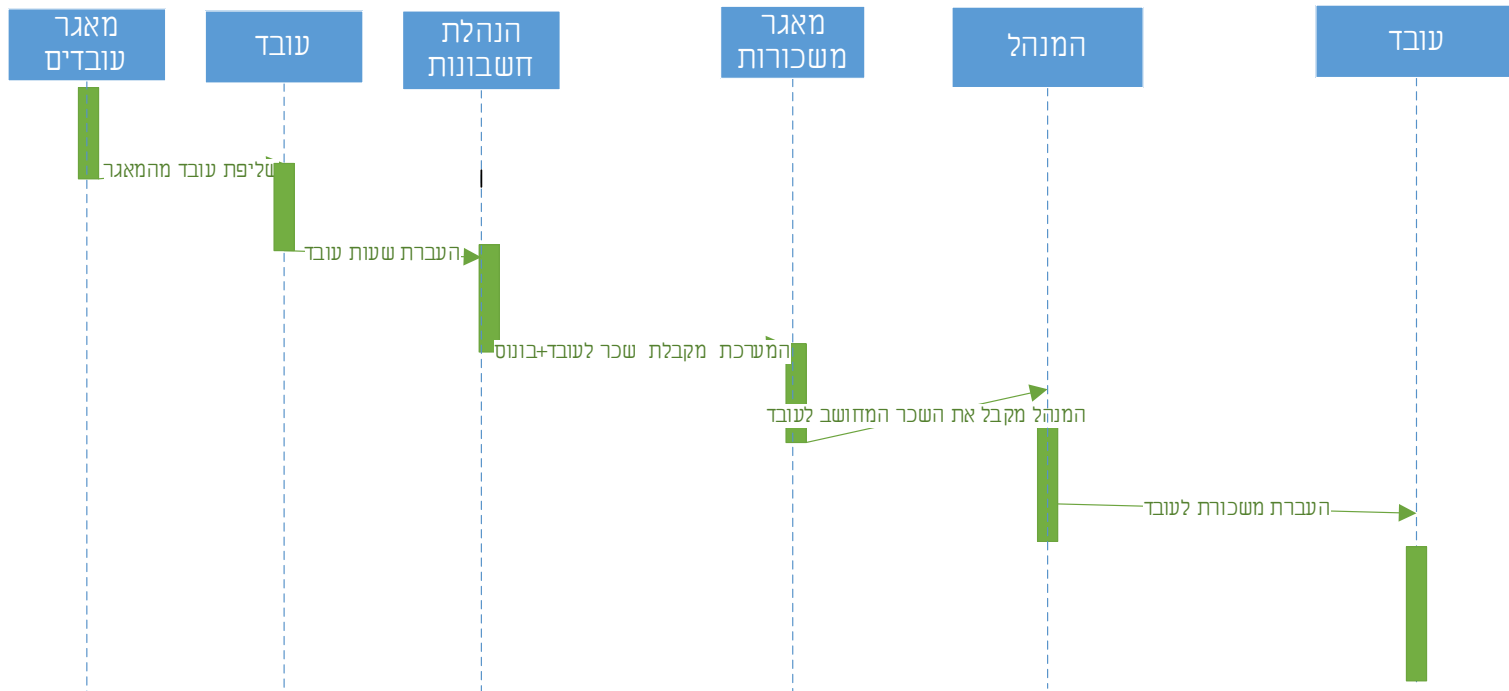 מאגר
עובדים
עובד
הנהלת
חשבונות
מאגר
משכורות
המנהל
עובד
שליפת עובד מהמאגר
העברת שעות עובד
המערכת מקבלת שכר לעובד+בונוס
המנהל מקבל את השכר המחושב לעובד
העברת משכורת לעובד